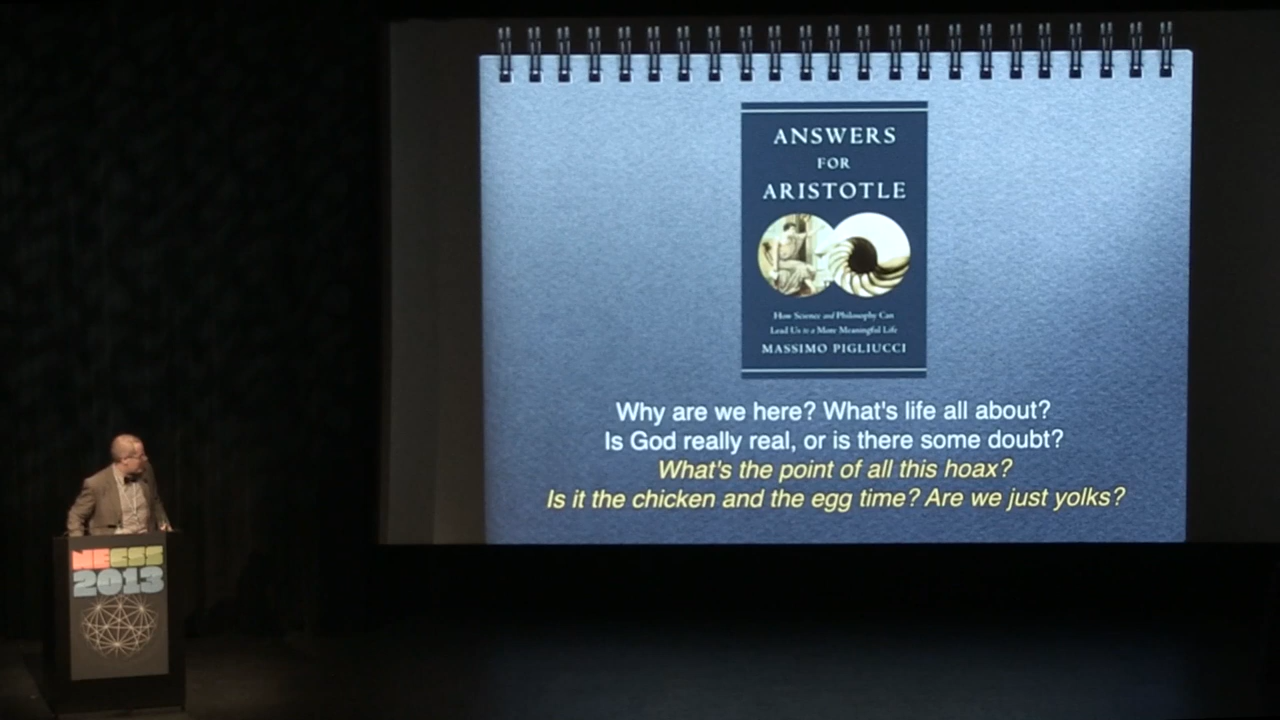 ANSWERS
FOR
ARISTOTLE
How Science and Philosophy Can
Lead Us to a More Meaningful Life
MASSIMO PIGLIUCCI
Why are we here? What's life all about?
Is God really real, or is there some doubt?
What's the point of all this hoax?
Is it the chicken and the egg time? Are we just yolks?
NECSS
2013